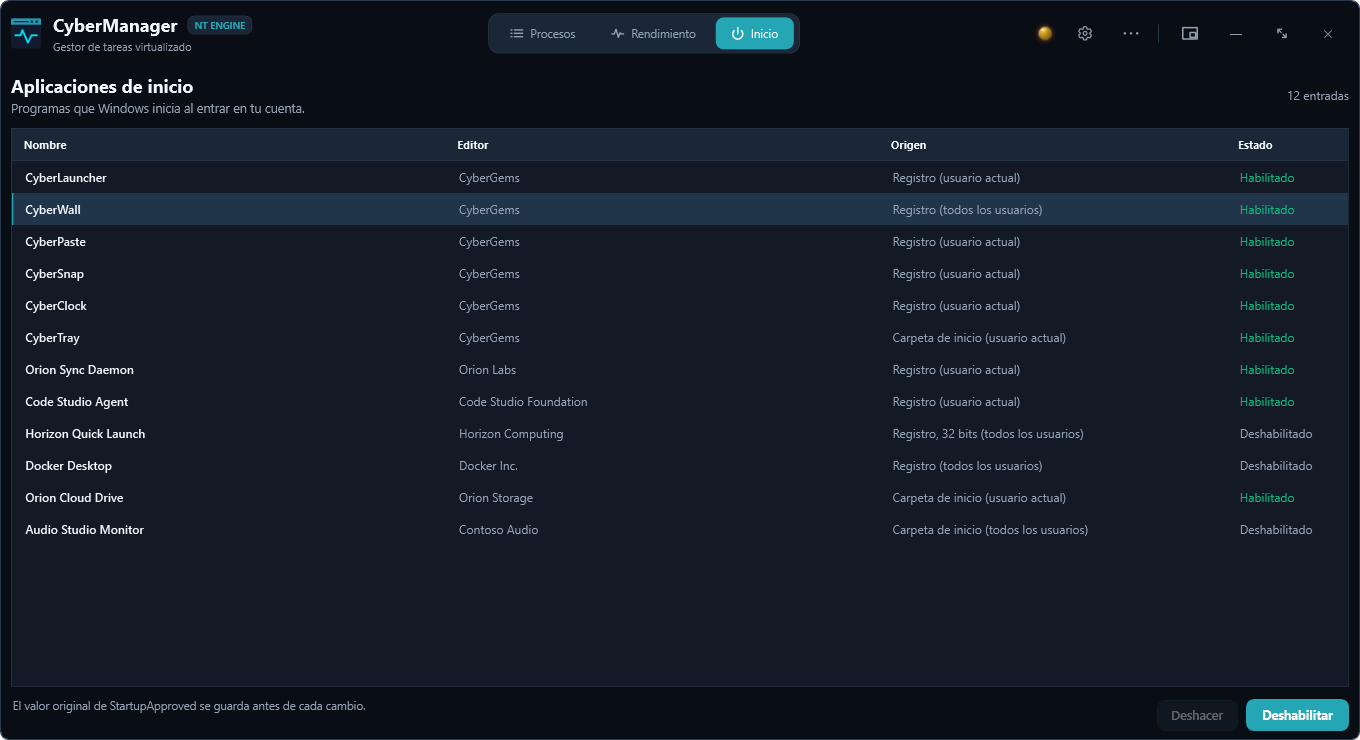 CyberManager NT ENGINE
Gestor de tareas virtualizado
Procesos Rendimiento Inicio
Aplicaciones de inicio
Programas que Windows inicia al entrar en tu cuenta.
12 entradas
Nombre Editor Origen Estado
CyberLauncher CyberGems Registro (usuario actual) Habilitado
CyberWall CyberGems Registro (todos los usuarios) Habilitado
CyberPaste CyberGems Registro (usuario actual) Habilitado
CyberSnap CyberGems Registro (usuario actual) Habilitado
CyberClock CyberGems Registro (usuario actual) Habilitado
CyberTray CyberGems Carpeta de inicio (usuario actual) Habilitado
Orion Sync Daemon Orion Labs Registro (usuario actual) Habilitado
Code Studio Agent Code Studio Foundation Registro (usuario actual) Habilitado
Horizon Quick Launch Horizon Computing Registro, 32 bits (todos los usuarios) Deshabilitado
Docker Desktop Docker Inc. Registro (todos los usuarios) Deshabilitado
Orion Cloud Drive Orion Storage Carpeta de inicio (usuario actual) Habilitado
Audio Studio Monitor Contoso Audio Carpeta de inicio (todos los usuarios) Deshabilitado
El valor original de StartupApproved se guarda antes de cada cambio.
Deshacer Deshabilitar